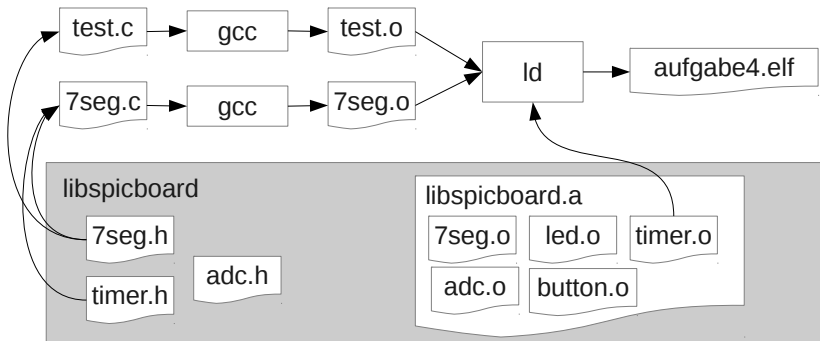 test.c gcc test.o
ld aufgabe4.elf
7seg.c gcc 7seg.o
libspicboard
libspicboard.a
7seg.h
7seg.o led.o timer.o
adc.h
timer.h
adc.o button.o